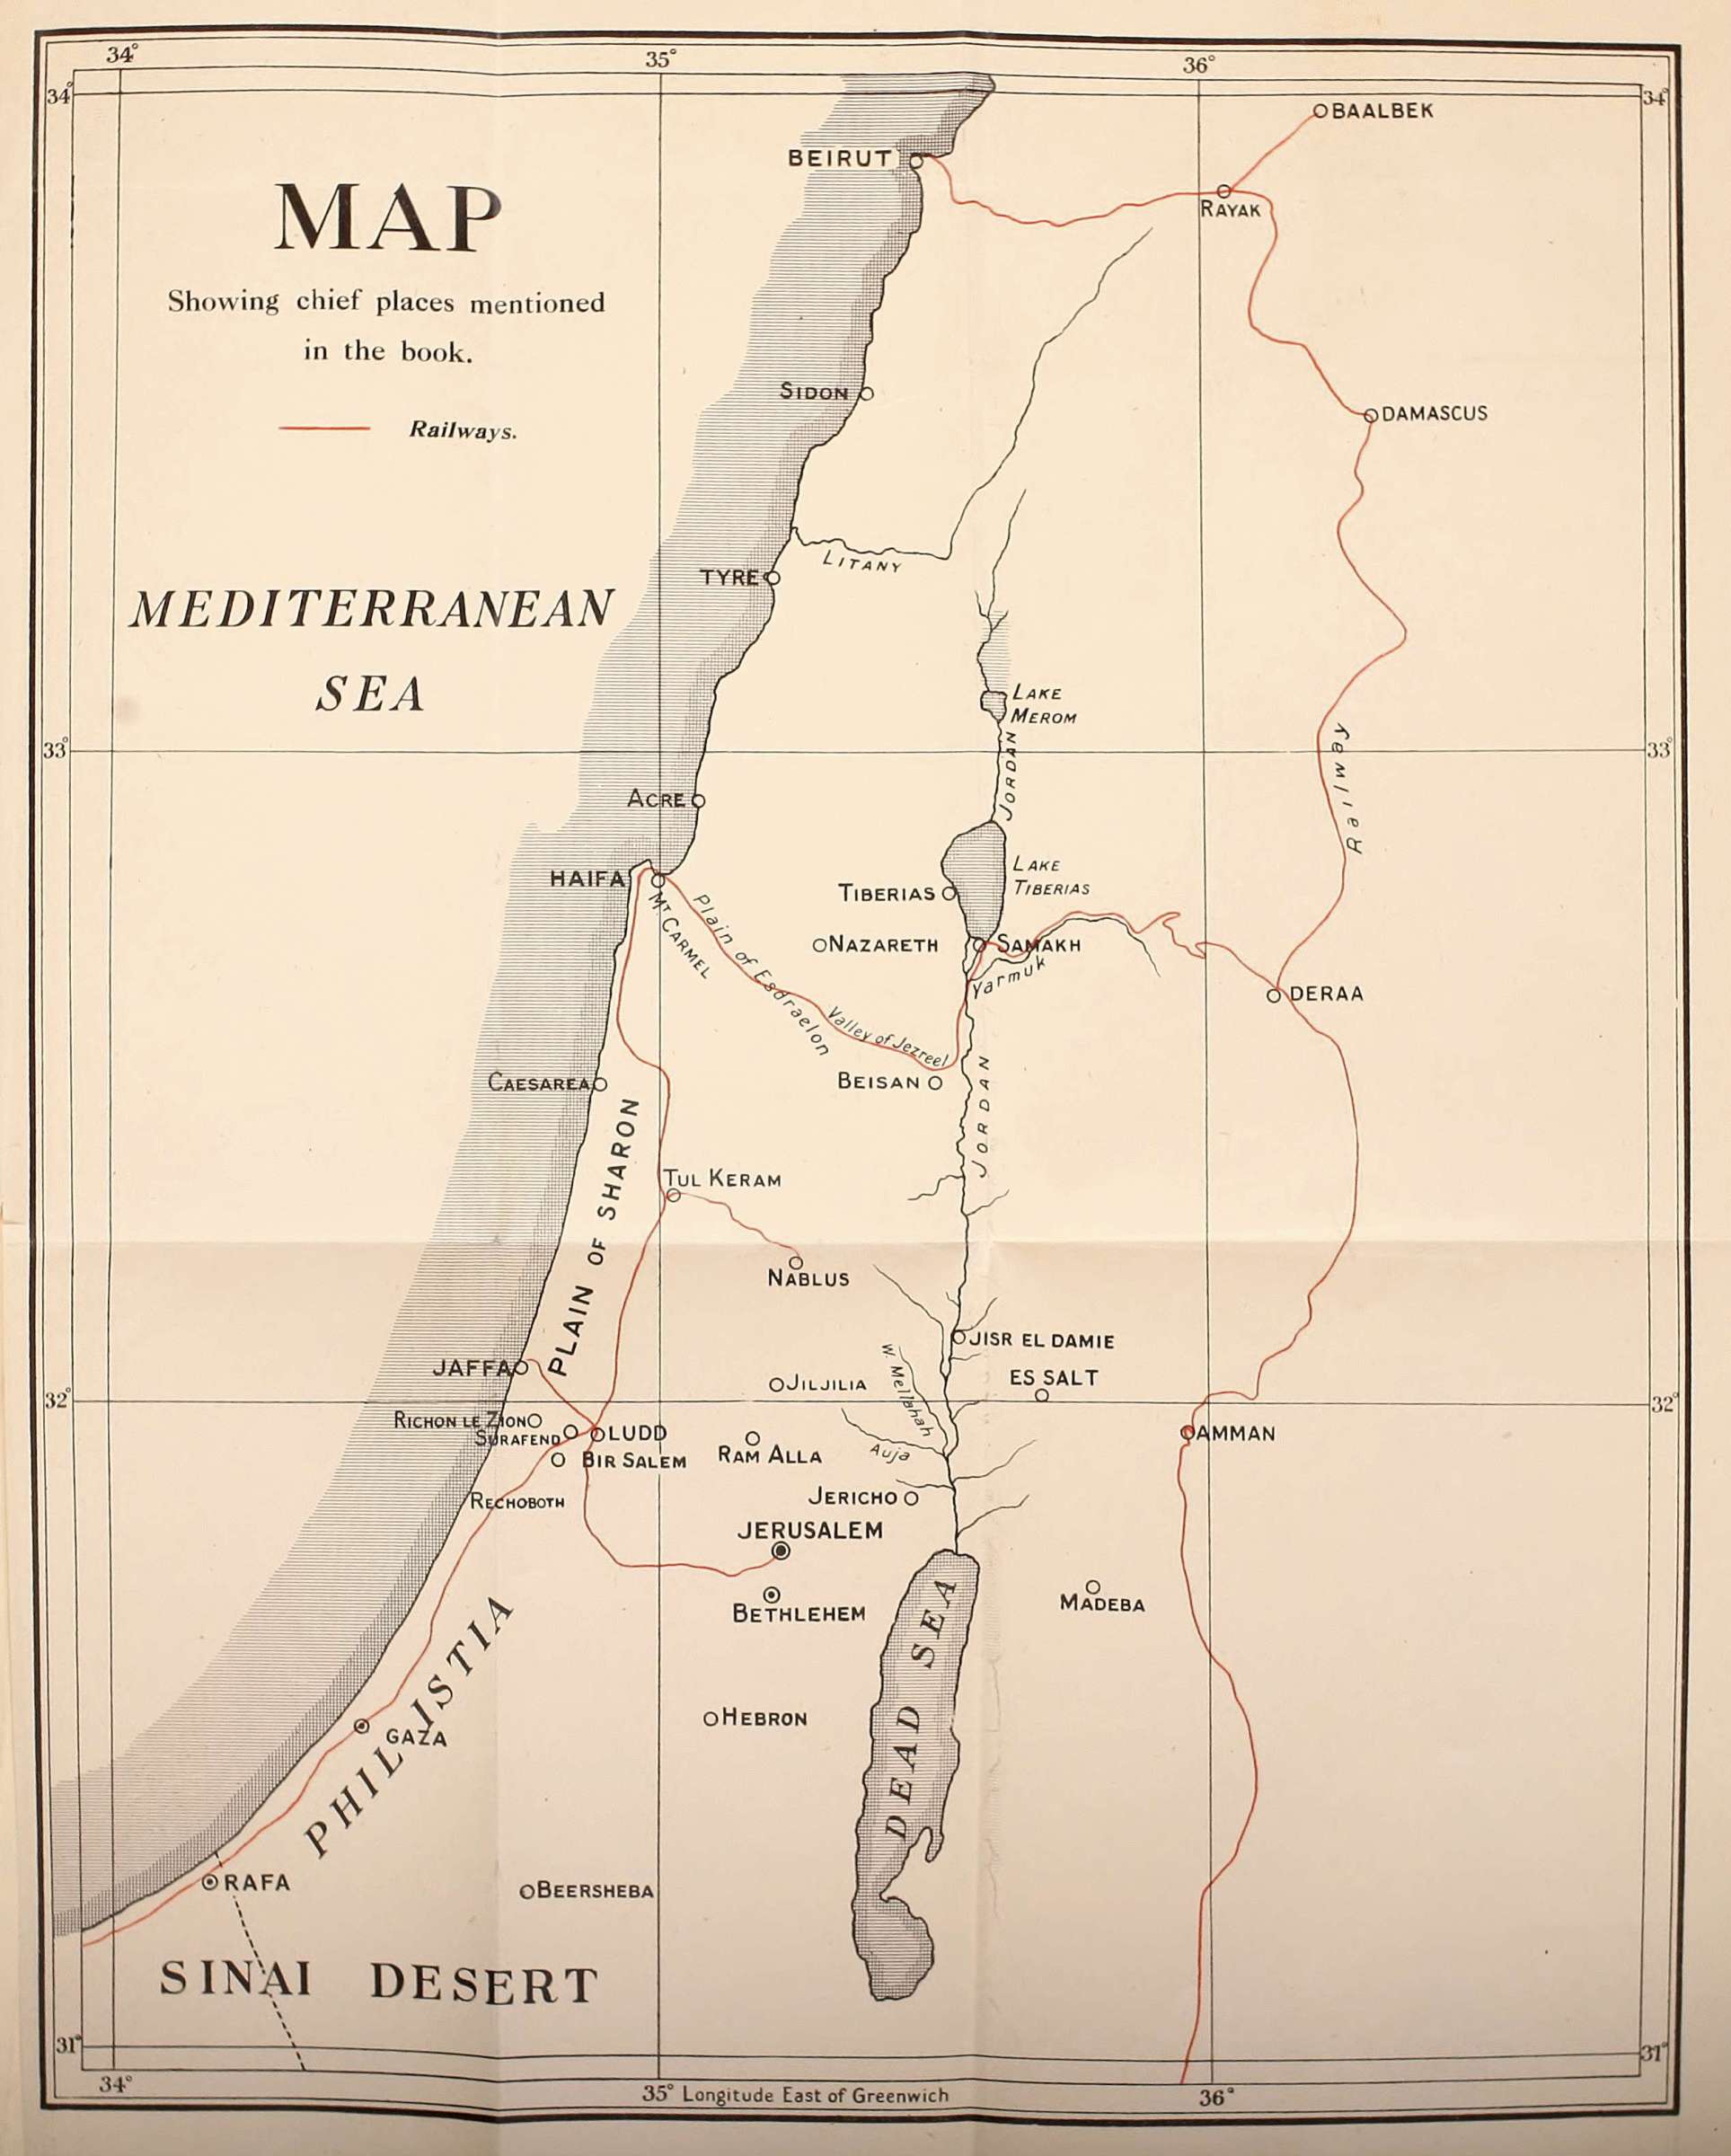 34°
35°
36°
34°
34°
BAALBEK
BEIRUT
RAYAK
MAP
Showing chief places mentioned
in the book.
Railways.
SIDON
DAMASCUS
LITANY
TYRE
MEDITERRANEAN
SEA
LAKE
MEROM
33°
33°
JORDAN
Railway
ACRE
HAIFA
LAKE
TIBERIAS
TIBERIAS
MT CARMEL
Plain of Esdraelon
NAZARETH
SAMAKH
Yarmuk
DERAA
Valley of Jezreel
BEISAN
CAESAREA
JORDAN
PLAIN OF SHARON
TUL KERAM
NABLUS
JISR EL DAMIE
JAFFA
W. Mellahah
JILJILIA
ES SALT
32°
32°
RICHON LE ZION
SURAFEND
LUDD
AMMAN
RAM ALLA
Auja
BIR SALEM
RECHOBOTH
JERICHO
JERUSALEM
BETHLEHEM
MADEBA
DEAD SEA
PHILISTIA
HEBRON
GAZA
RAFA
BEERSHEBA
SINAI DESERT
31°
31°
34°
35° Longitude East of Greenwich
36°